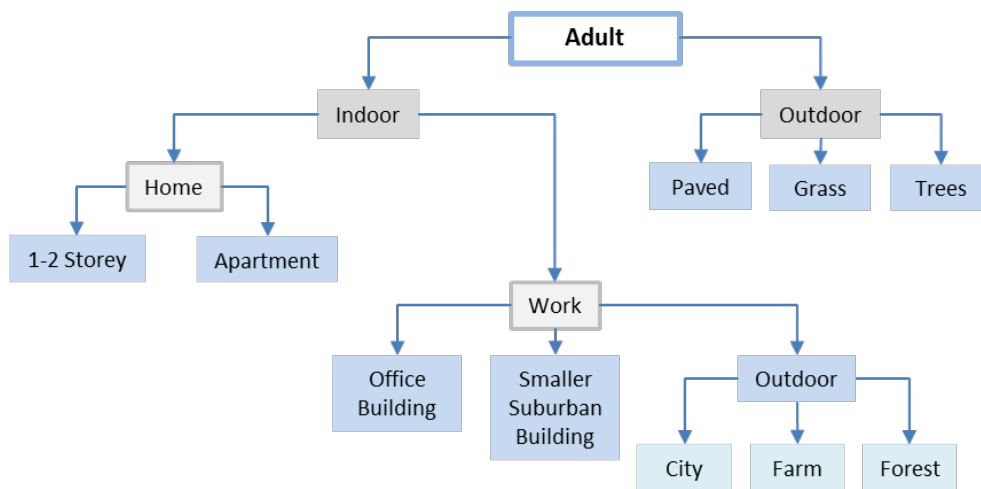 Adult
Indoor
Outdoor
Home
Paved
Grass
Trees
1-2 Storey
Apartment
Work
Office
Building
Smaller
Suburban
Building
Outdoor
City
Farm
Forest